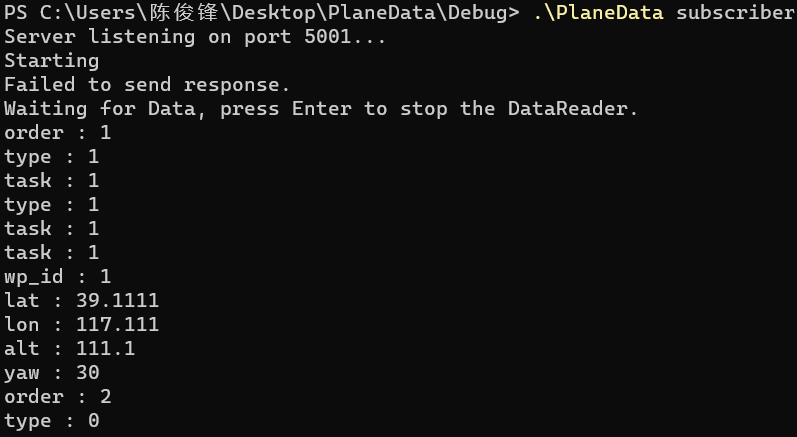 PS C:\Users\陈俊锋\Desktop\PlaneData\Debug> .\PlaneData subscriber
Server listening on port 5001...
Starting
Failed to send response.
Waiting for Data, press Enter to stop the DataReader.
order : 1
type : 1
task : 1
type : 1
task : 1
task : 1
wp_id : 1
lat : 39.1111
lon : 117.111
alt : 111.1
yaw : 30
order : 2
type : 0